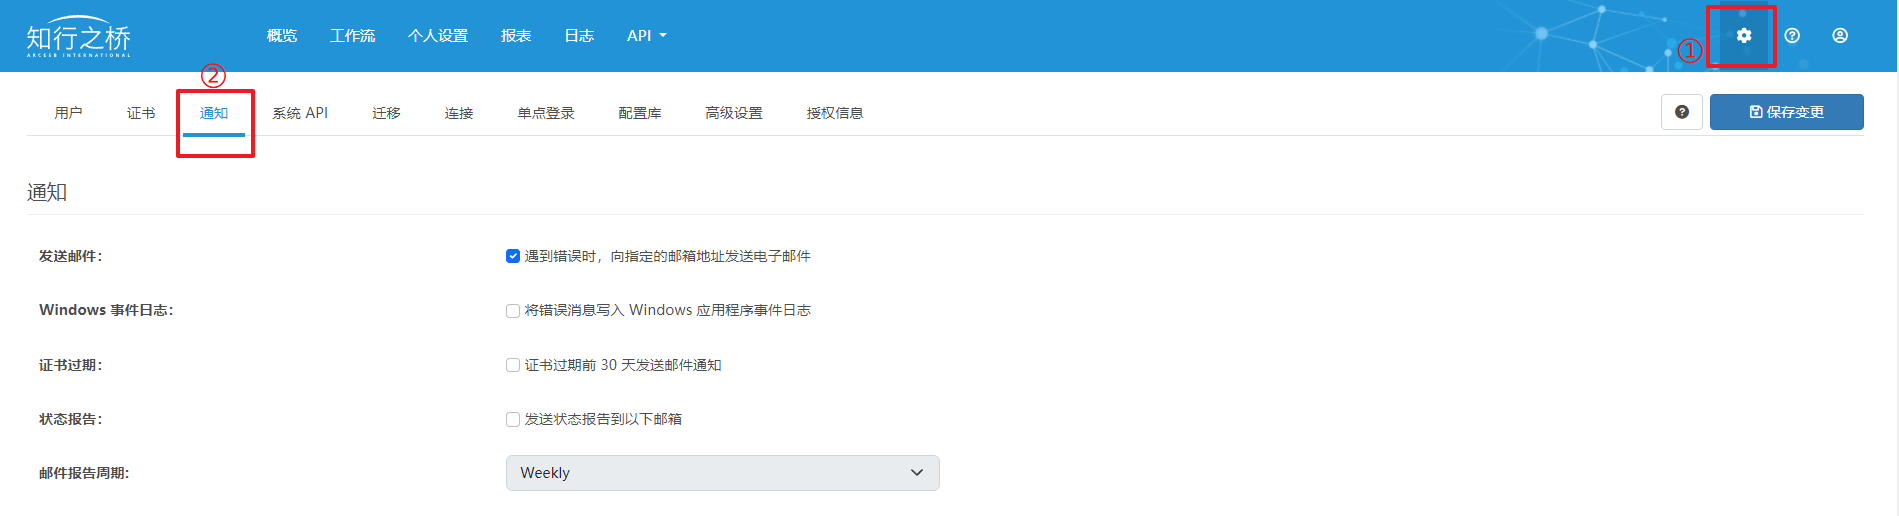 知行之桥
ARCESB INTERNATIONAL
概览 工作流 个人设置 报表 日志 API
①
②
用户 证书 通知 系统 API 迁移 连接 单点登录 配置库 高级设置 授权信息
保存变更
通知
发送邮件: 遇到错误时，向指定的邮箱地址发送电子邮件
Windows 事件日志: 将错误消息写入 Windows 应用程序事件日志
证书过期: 证书过期前 30 天发送邮件通知
状态报告: 发送状态报告到以下邮箱
邮件报告周期: Weekly